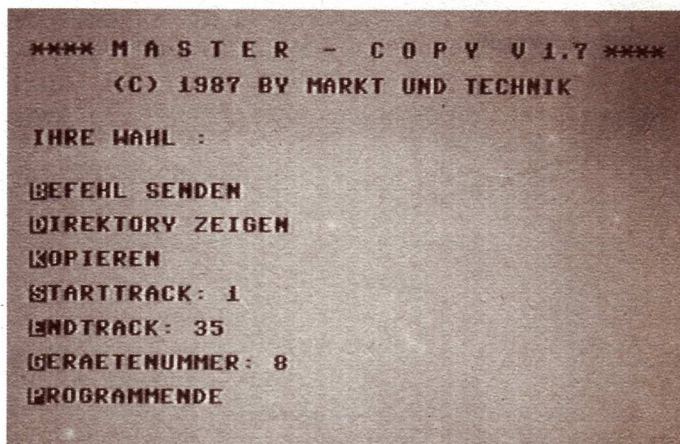 **** M A S T E R - C O P Y V 1.7 ****
(C) 1987 BY MARKT UND TECHNIK
IHRE WAHL :
BEFEHL SENDEN
DIREKTORY ZEIGEN
KOPIEREN
STARTTRACK: 1
ENDTRACK: 35
GERAETENUMMER: 8
PROGRAMMENDE